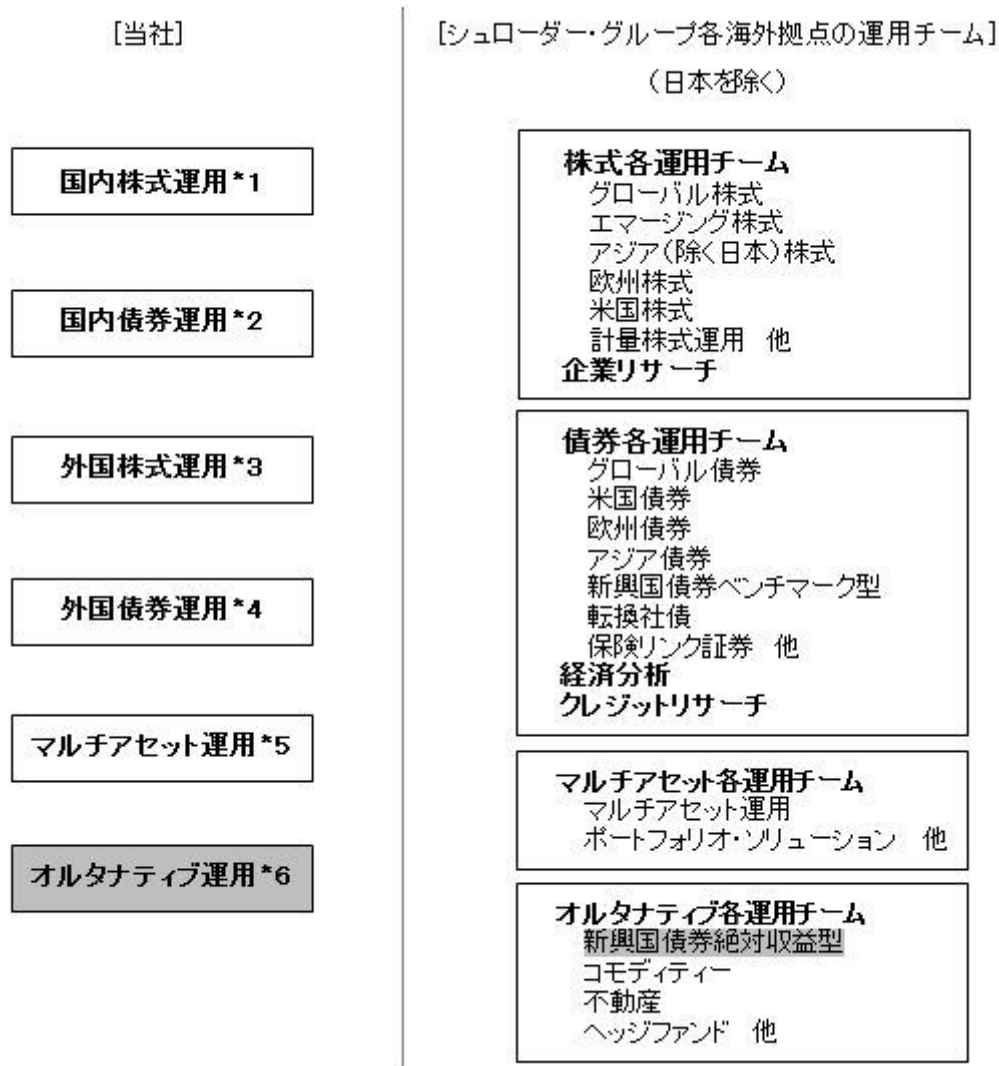 [当社]
国内株式運用*1
国内債券運用*2
外国株式運用*3
外国債券運用*4
マルチアセット運用*5
オルタナティブ運用*6
[シュローダー・グループ各海外拠点の運用チーム]
(日本を除く)
株式各運用チーム
グローバル株式
エマージング株式
アジア(除く日本)株式
欧州株式
米国株式
計量株式運用 他
企業リサーチ
債券各運用チーム
グローバル債券
米国債券
欧州債券
アジア債券
新興国債券ベンチマーク型
転換社債
保険リンク証券 他
経済分析
クレジットリサーチ
マルチアセット各運用チーム
マルチアセット運用
ポートフォリオ・ソリューション 他
オルタナティブ各運用チーム
新興国債券絶対収益型
コモディティー
不動産
ヘッジファンド 他